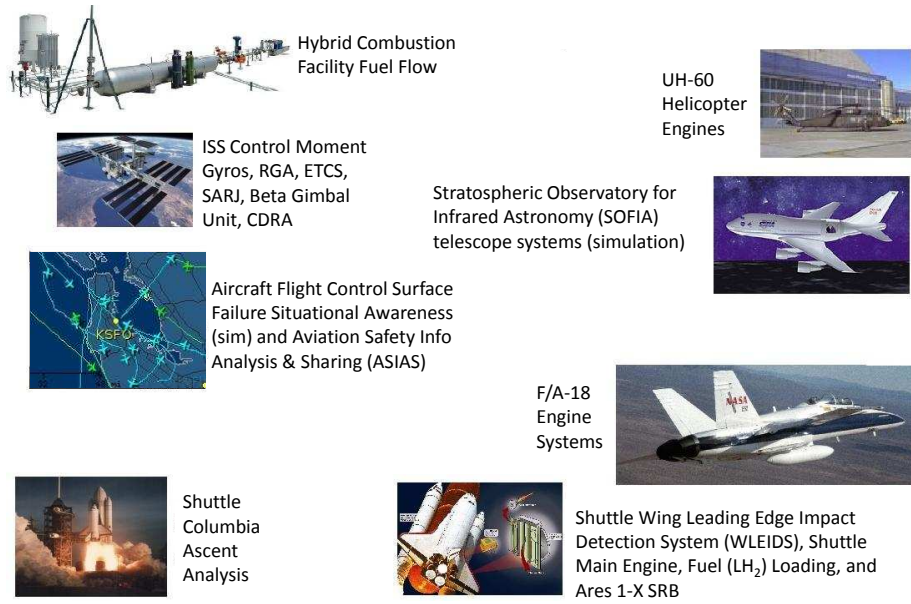 Hybrid Combustion
Facility Fuel Flow
UH-60
Helicopter
Engines
ISS Control Moment
Gyros, RGA, ETCS,
SARJ, Beta Gimbal
Unit, CDRA
Stratospheric Observatory for
Infrared Astronomy (SOFIA)
telescope systems (simulation)
KSFO
Aircraft Flight Control Surface
Failure Situational Awareness
(sim) and Aviation Safety Info
Analysis & Sharing (ASIAS)
F/A-18
Engine
Systems
NASA
Shuttle
Columbia
Ascent
Analysis
Shuttle Wing Leading Edge Impact
Detection System (WLEIDS), Shuttle
Main Engine, Fuel (LH₂) Loading, and
Ares 1-X SRB